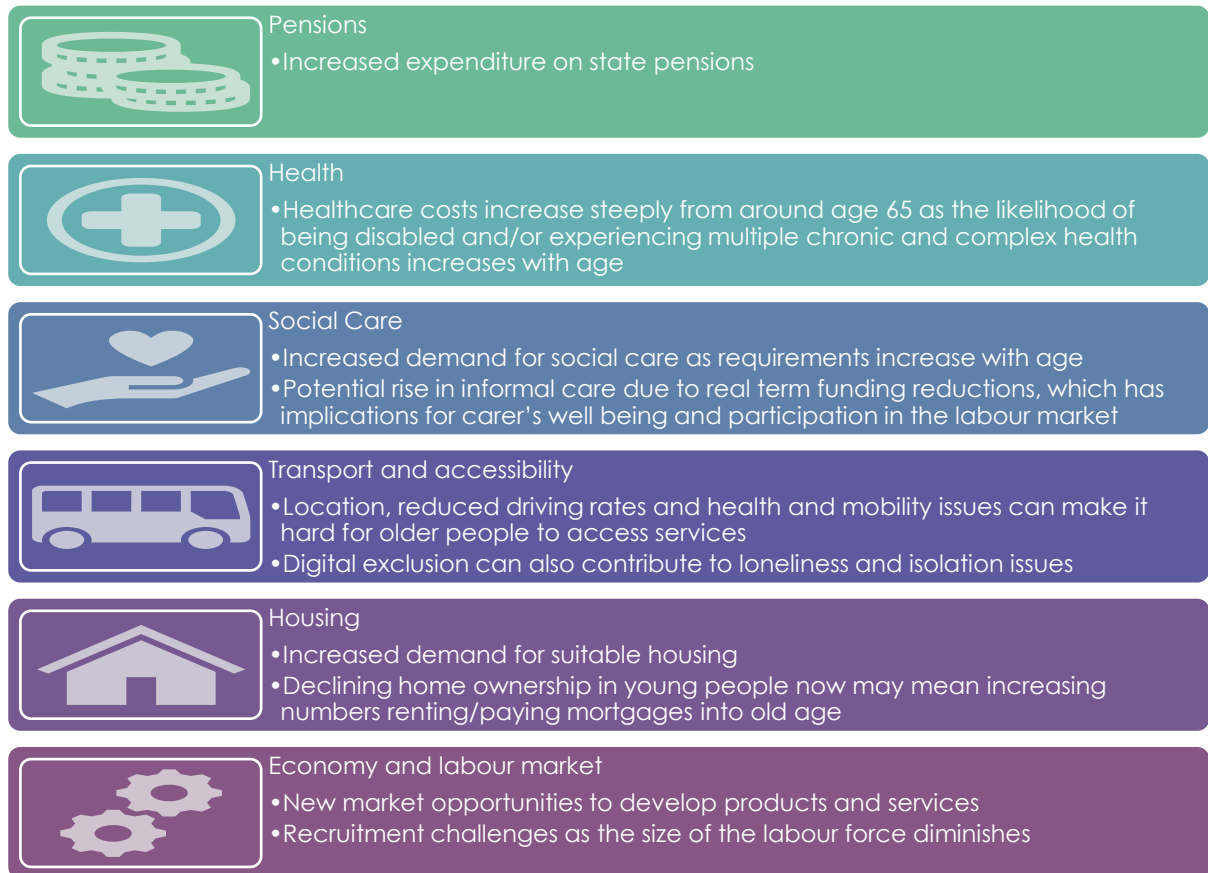 Pensions
•Increased expenditure on state pensions
Health
•Healthcare costs increase steeply from around age 65 as the likelihood of
being disabled and/or experiencing multiple chronic and complex health
conditions increases with age
Social Care
•Increased demand for social care as requirements increase with age
•Potential rise in informal care due to real term funding reductions, which has
implications for carer’s well being and participation in the labour market
Transport and accessibility
•Location, reduced driving rates and health and mobility issues can make it
hard for older people to access services
•Digital exclusion can also contribute to loneliness and isolation issues
Housing
•Increased demand for suitable housing
•Declining home ownership in young people now may mean increasing
numbers renting/paying mortgages into old age
Economy and labour market
•New market opportunities to develop products and services
•Recruitment challenges as the size of the labour force diminishes